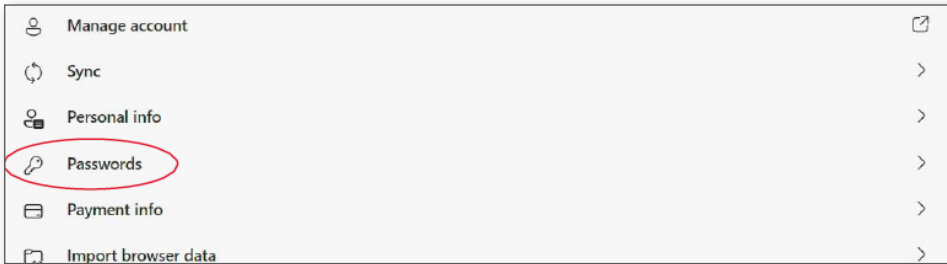 Manage account
Sync
Personal info
Passwords
Payment info
Import browser data